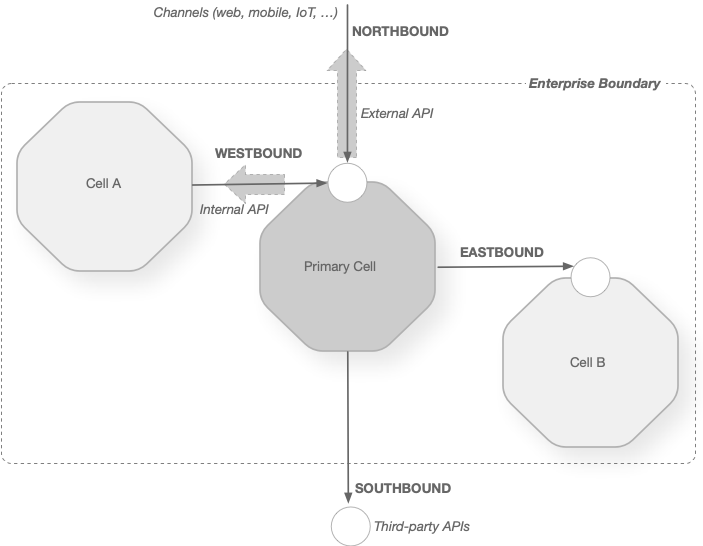 Channels (web, mobile, IoT, ...)
NORTHBOUND
Enterprise Boundary
External API
WESTBOUND
Cell A
Internal API
EASTBOUND
Primary Cell
Cell B
SOUTHBOUND
Third-party APIs